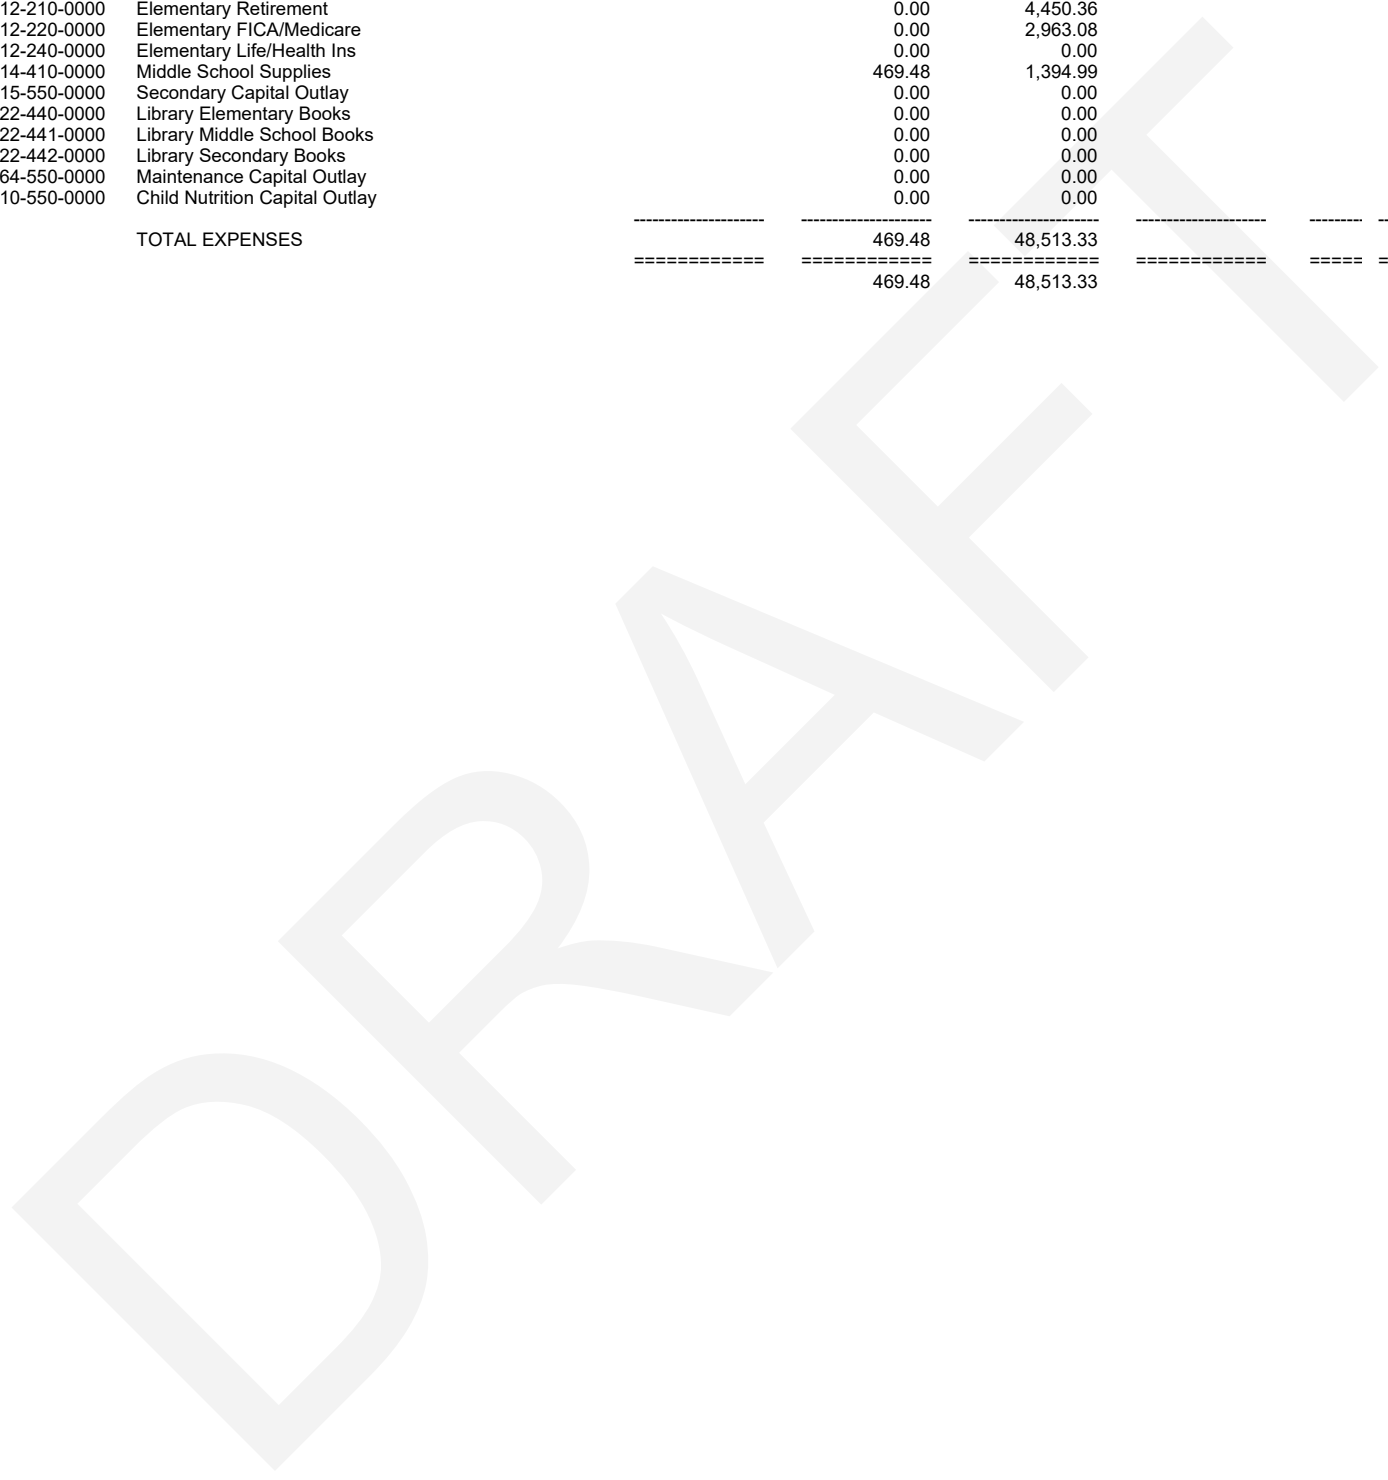 12-210-0000 Elementary Retirement 0.00 4,450.36
12-220-0000 Elementary FICA/Medicare 0.00 2,963.08
12-240-0000 Elementary Life/Health Ins 0.00 0.00
14-410-0000 Middle School Supplies 469.48 1,394.99
15-550-0000 Secondary Capital Outlay 0.00 0.00
22-440-0000 Library Elementary Books 0.00 0.00
22-441-0000 Library Middle School Books 0.00 0.00
22-442-0000 Library Secondary Books 0.00 0.00
64-550-0000 Maintenance Capital Outlay 0.00 0.00
10-550-0000 Child Nutrition Capital Outlay 0.00 0.00
--------------------- --------------------- --------------------- --------------------- --------- --
TOTAL EXPENSES 469.48 48,513.33
============ ============ ============ ============ ===== =
469.48 48,513.33
DRAFT